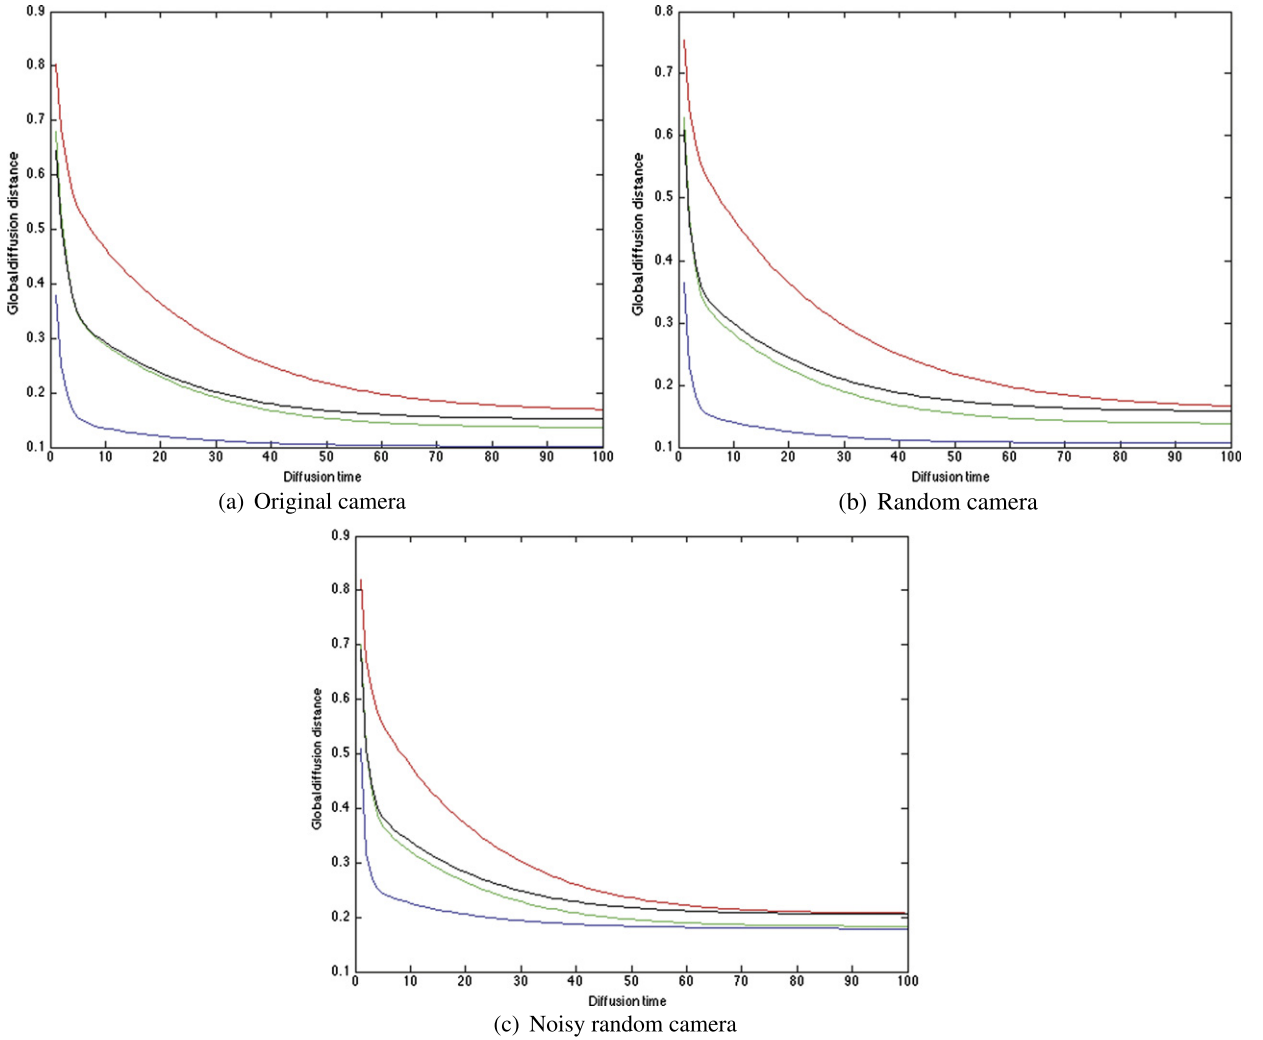 0.9
0.8
0.7
0.6
0.5
0.4
0.3
0.2
0.1
Global diffusion distance
0 10 20 30 40 50 60 70 80 90 100
Diffusion time
(a) Original camera
0.8
0.7
0.6
0.5
0.4
0.3
0.2
0.1
Global diffusion distance
0 10 20 30 40 50 60 70 80 90 100
Diffusion time
(b) Random camera
0.9
0.8
0.7
0.6
0.5
0.4
0.3
0.2
0.1
Global diffusion distance
0 10 20 30 40 50 60 70 80 90 100
Diffusion time
(c) Noisy random camera